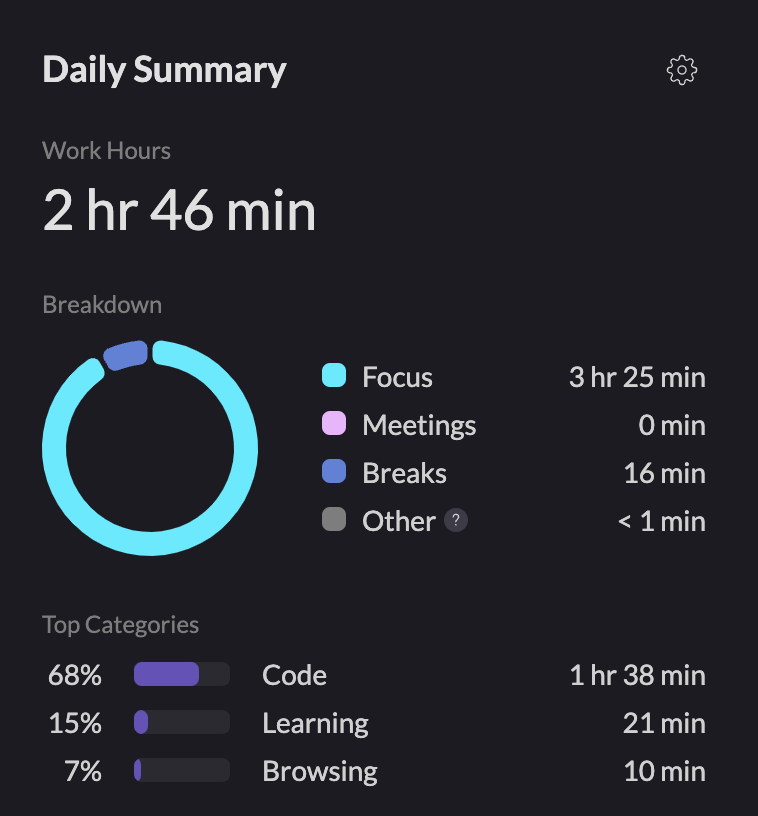 Daily Summary
Work Hours
2 hr 46 min
Breakdown
Focus 3 hr 25 min
Meetings 0 min
Breaks 16 min
Other ? < 1 min
Top Categories
68% Code 1 hr 38 min
15% Learning 21 min
7% Browsing 10 min